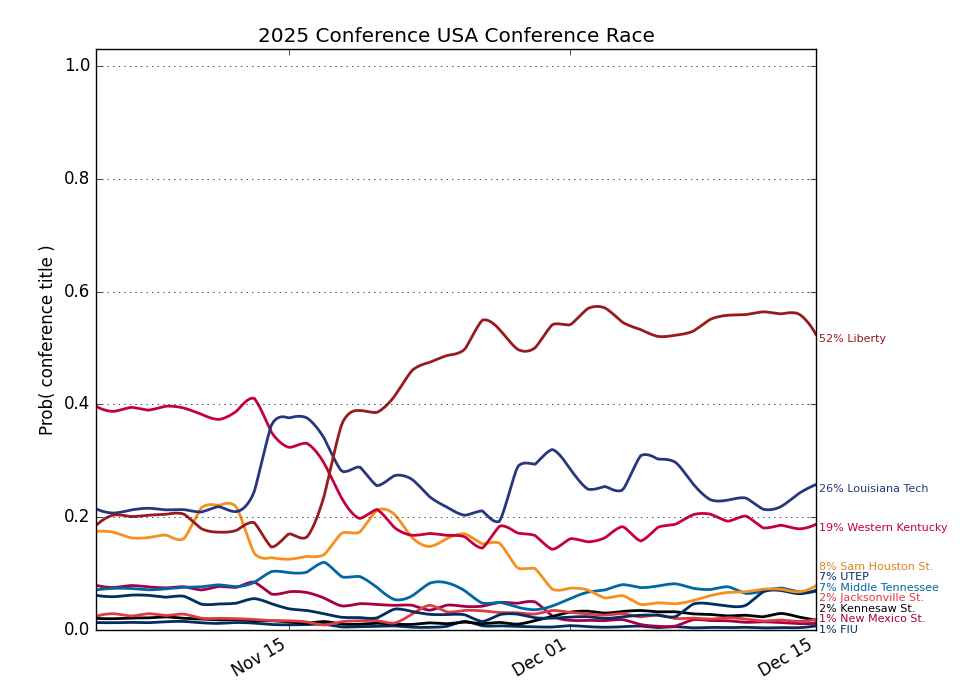 2025 Conference USA Conference Race
Prob( conference title )
1.0
0.8
0.6
0.4
0.2
0.0
Nov 15
Dec 01
Dec 15
52% Liberty
26% Louisiana Tech
19% Western Kentucky
8% Sam Houston St.
7% UTEP
7% Middle Tennessee
2% Jacksonville St.
2% Kennesaw St.
1% New Mexico St.
1% FIU